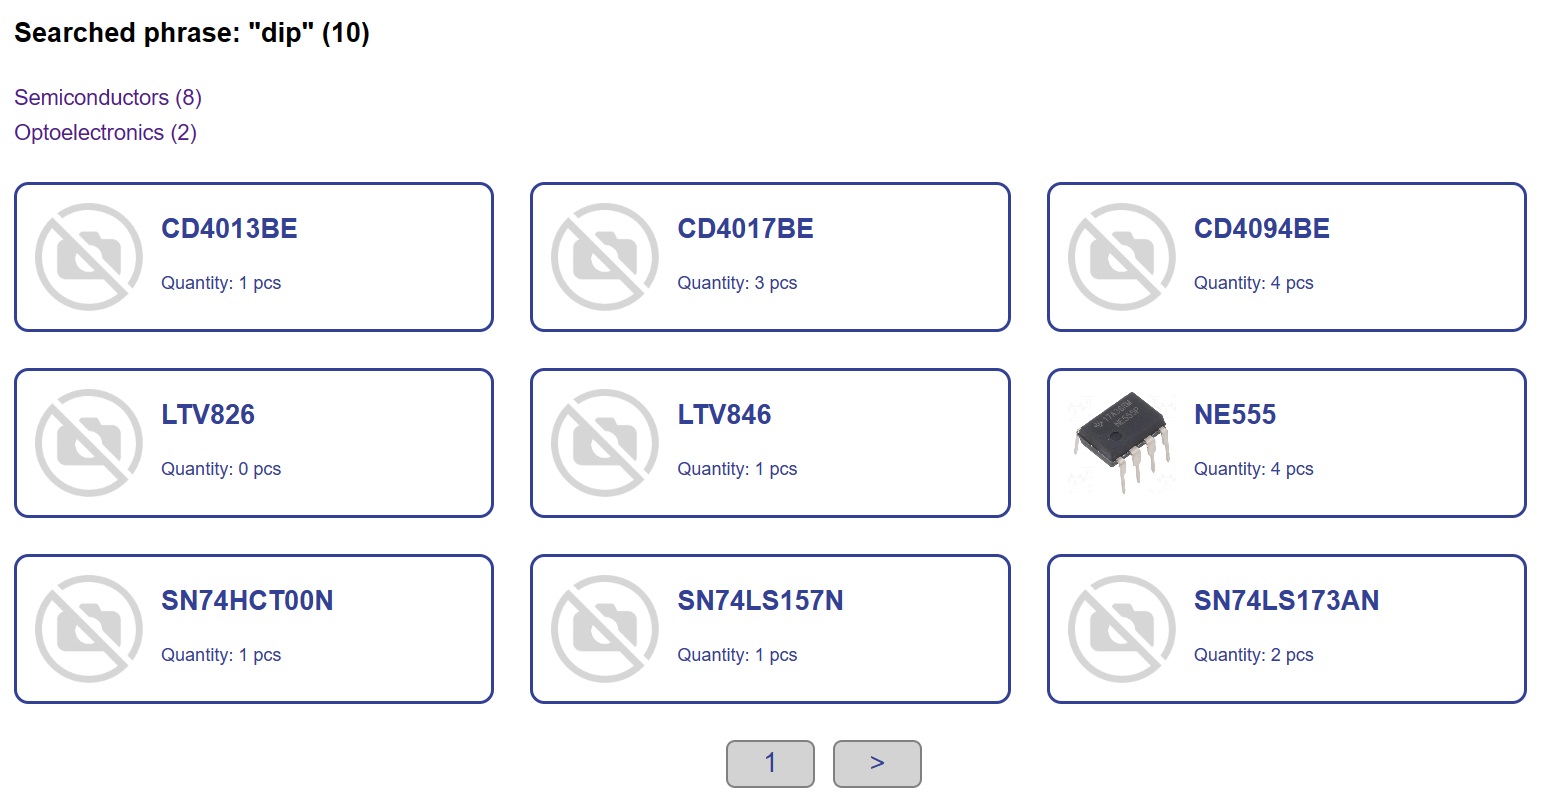 Searched phrase: "dip" (10)
Semiconductors (8)
Optoelectronics (2)
CD4013BE
Quantity: 1 pcs
CD4017BE
Quantity: 3 pcs
CD4094BE
Quantity: 4 pcs
LTV826
Quantity: 0 pcs
LTV846
Quantity: 1 pcs
NE555
Quantity: 4 pcs
SN74HCT00N
Quantity: 1 pcs
SN74LS157N
Quantity: 1 pcs
SN74LS173AN
Quantity: 2 pcs
1
>